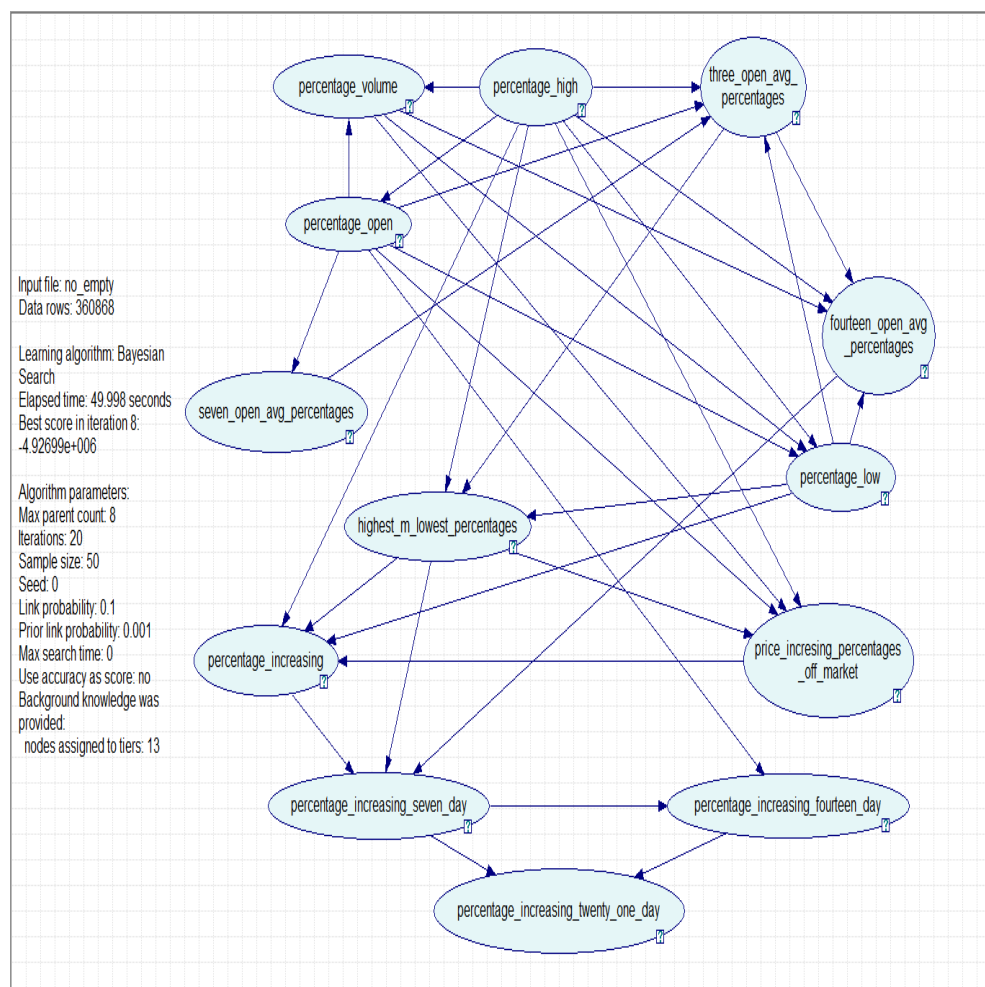 percentage_volume
percentage_high
three_open_avg_
percentages
percentage_open
Input file: no_empty
Data rows: 360868
fourteen_open_avg
_percentages
Learning algorithm: Bayesian
Search
Elapsed time: 49.998 seconds
Best score in iteration 8:
-4.92699e+006
seven_open_avg_percentages
percentage_low
Algorithm parameters:
Max parent count: 8
Iterations: 20
Sample size: 50
Seed: 0
Link probability: 0.1
Prior link probability: 0.001
Max search time: 0
Use accuracy as score: no
Background knowledge was
provided:
nodes assigned to tiers: 13
highest_m_lowest_percentages
percentage_increasing
price_incresing_percentages
_off_market
percentage_increasing_seven_day
percentage_increasing_fourteen_day
percentage_increasing_twenty_one_day
?
?
?
?
?
?
?
?
?
?
?
?
?